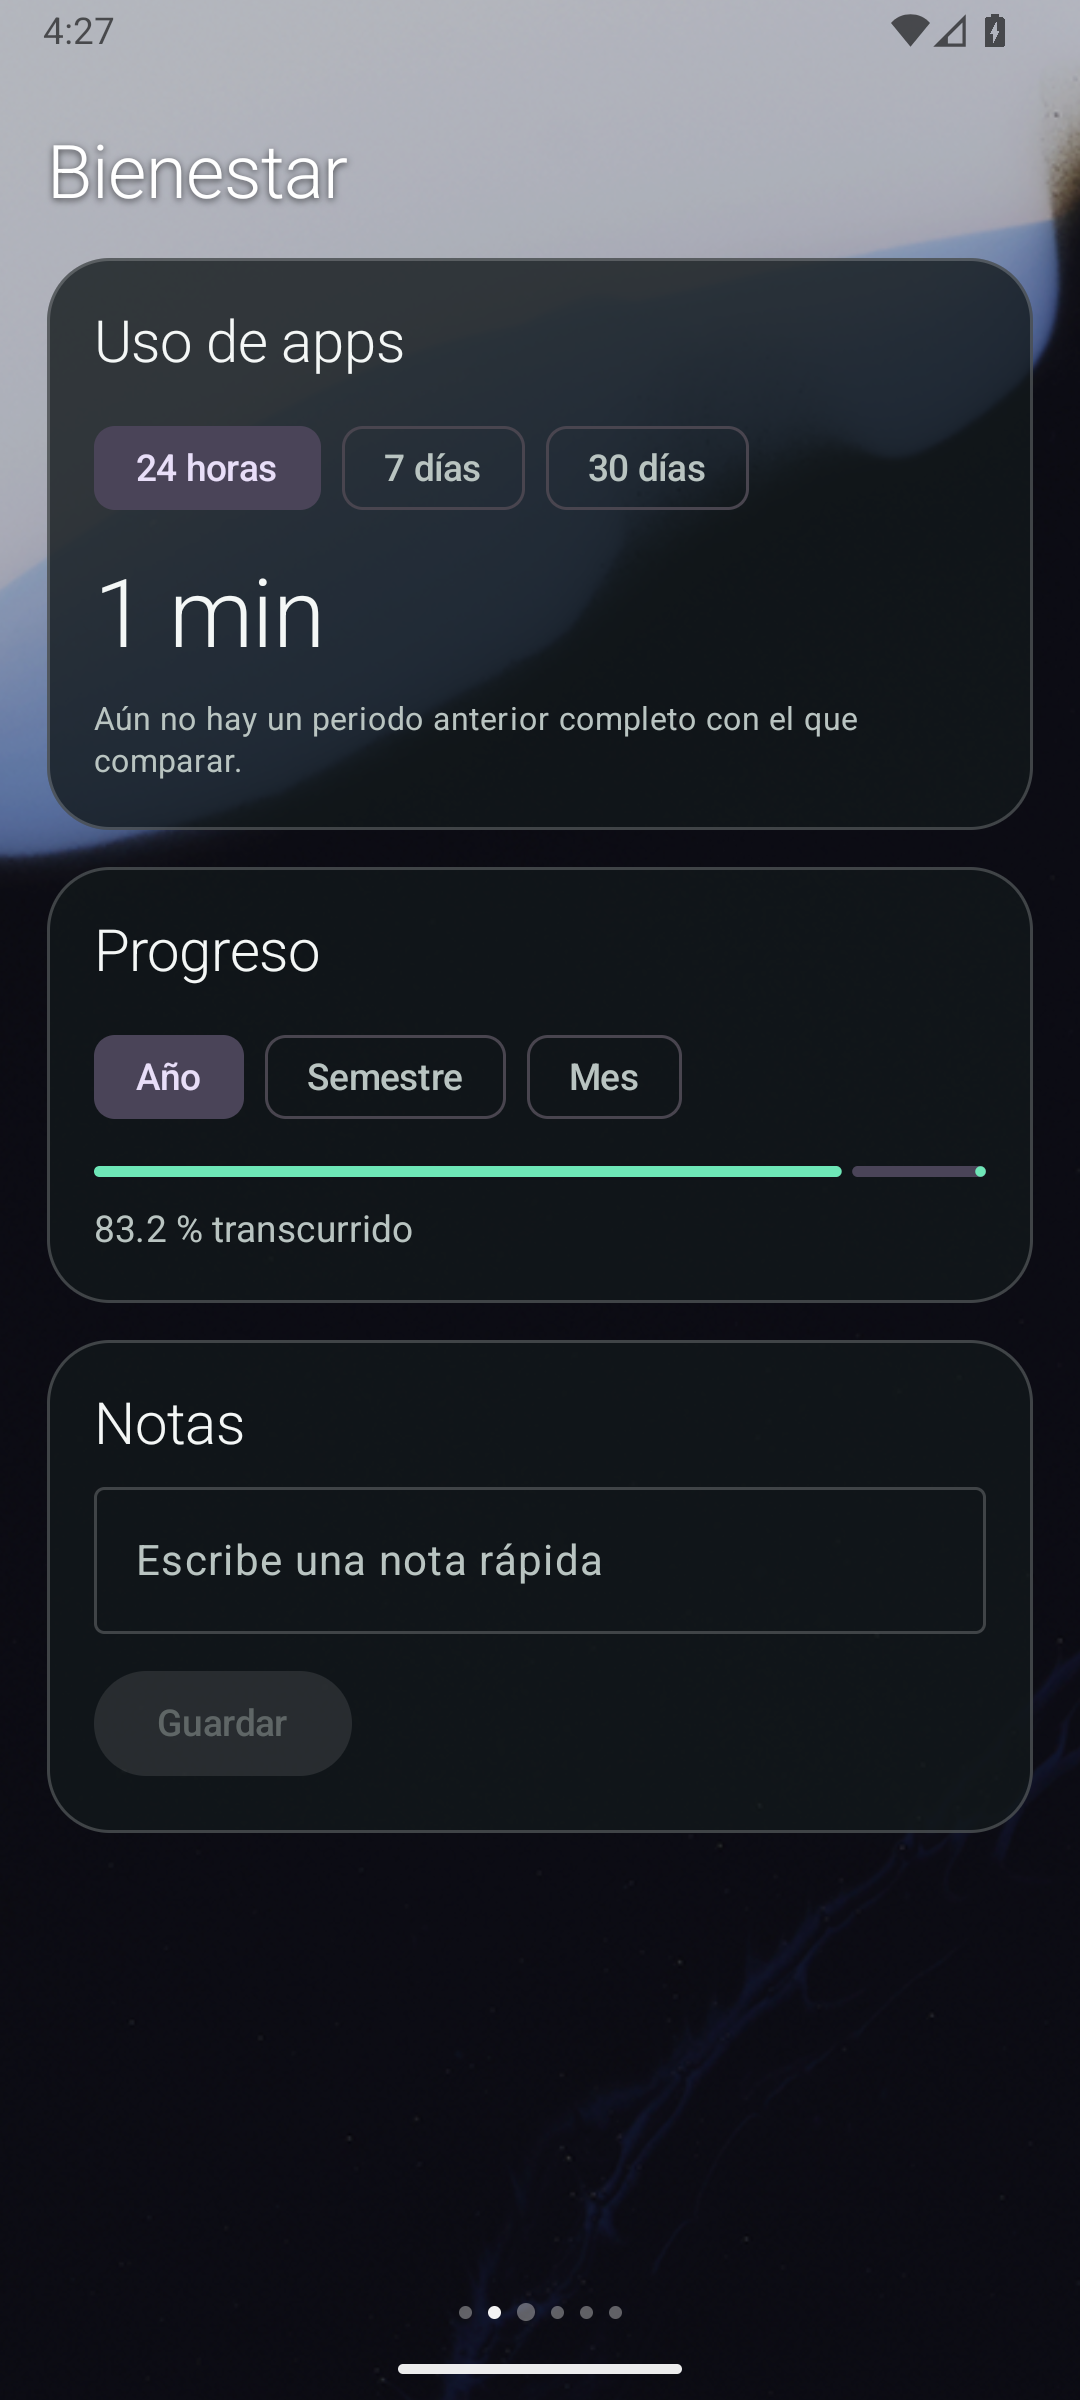 4:27
Bienestar
Uso de apps
24 horas
7 días
30 días
1 min
Aún no hay un periodo anterior completo con el que
comparar.
Progreso
Año
Semestre
Mes
83.2 % transcurrido
Notas
Escribe una nota rápida
Guardar